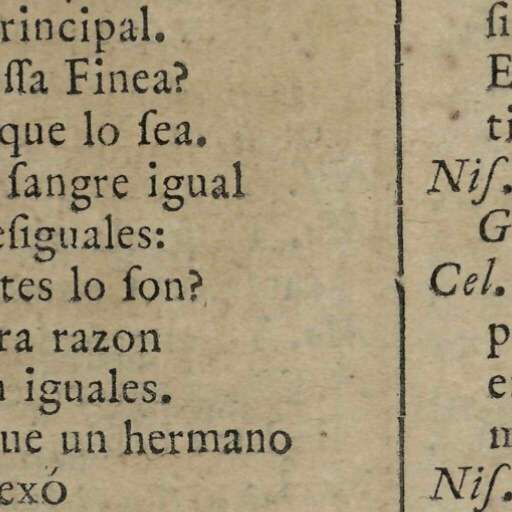 rincipal.
ſſa Finea?
que lo ſea.
ſangre igual
eſiguales:
tes lo ſon?
ra razon
n iguales.
ue un hermano
exó
ſi
E
ti
Niſ.
G
Cel.
p
e
m
Niſ.